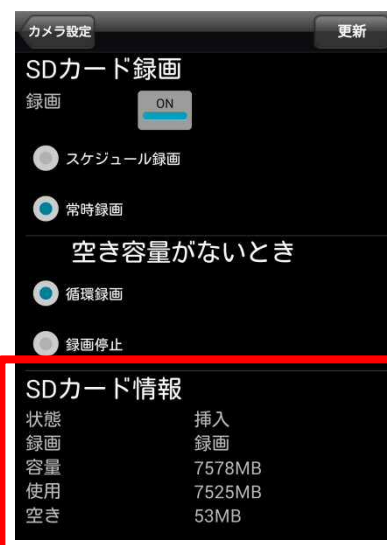 カメラ設定 更新
SDカード録画
録画 ON
スケジュール録画
常時録画
空き容量がないとき
循環録画
録画停止
SDカード情報
状態 挿入
録画 録画
容量 7578MB
使用 7525MB
空き 53MB